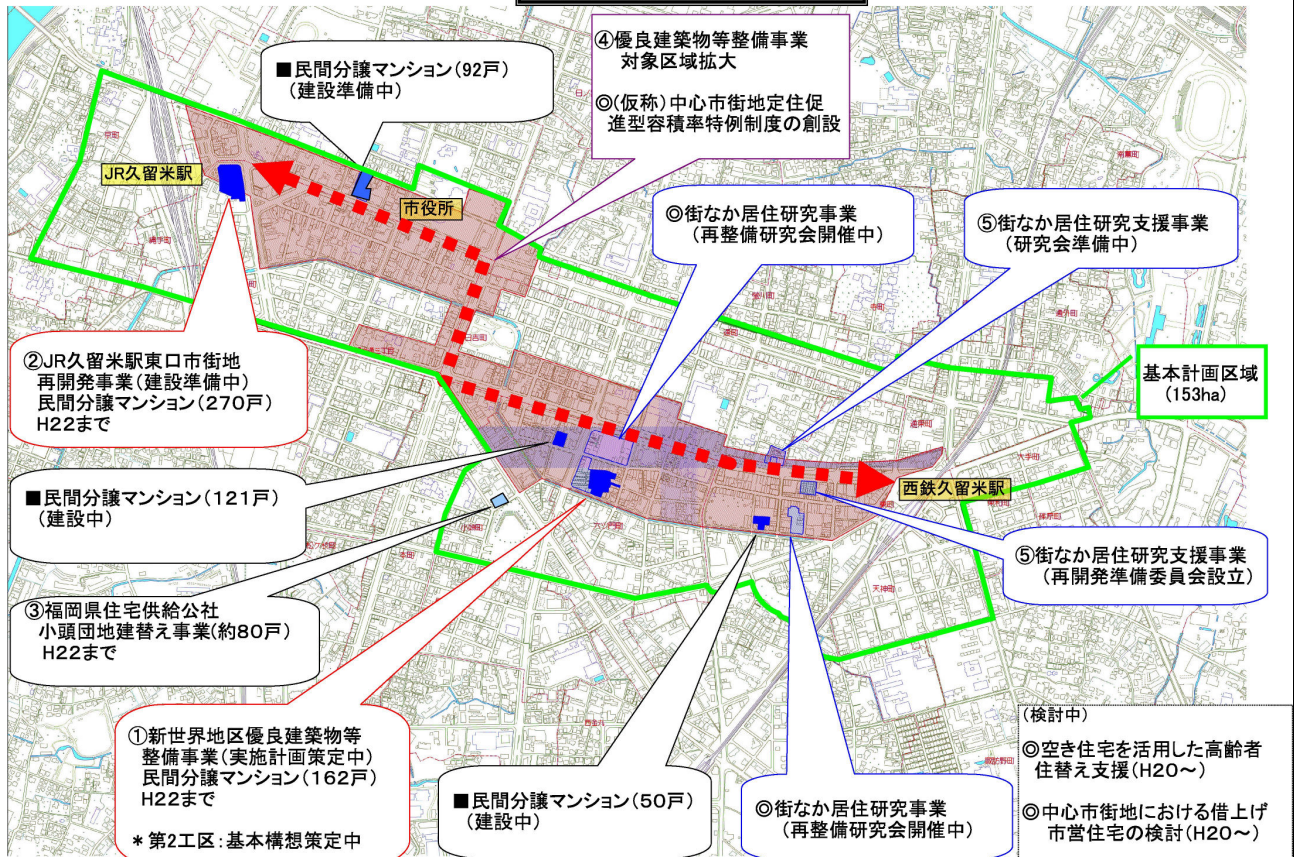 ■民間分譲マンション(92戸)
(建設準備中)
④優良建築物等整備事業
対象区域拡大
◎(仮称)中心市街地定住促
進型容積率特例制度の創設
JR久留米駅
市役所
◎街なか居住研究事業
(再整備研究会開催中)
⑤街なか居住研究支援事業
(研究会準備中)
②JR久留米駅東口市街地
再開発事業(建設準備中)
民間分譲マンション(270戸)
H22まで
基本計画区域
(153ha)
■民間分譲マンション(121戸)
(建設中)
西鉄久留米駅
⑤街なか居住研究支援事業
(再開発準備委員会設立)
③福岡県住宅供給公社
小頭団地建替え事業(約80戸)
H22まで
①新世界地区優良建築物等
整備事業(実施計画策定中)
民間分譲マンション(162戸)
H22まで
*第2工区:基本構想策定中
■民間分譲マンション(50戸)
(建設中)
◎街なか居住研究事業
(再整備研究会開催中)
(検討中)
◎空き住宅を活用した高齢者
住替え支援(H20~)
◎中心市街地における借上げ
市営住宅の検討(H20~)
日吉町
六ツ門町
通東町
大手町
天神町
本町